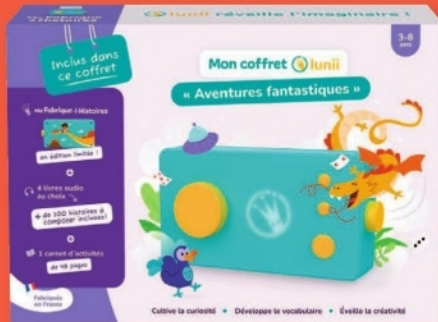 lunii réveille l'imaginaire !
3-8
ans
Inclus dans
ce coffret
Mon coffret lunii
« Aventures fantastiques »
ma Fabrique à Histoires
en édition limitée !
+
4 livres audio
au choix
+ de 100 histoires à
composer incluses!
+
1 carnet d'activités
de 48 pages
Fabriquée
en France
Cultive la curiosité • Développe le vocabulaire • Éveille la créativité